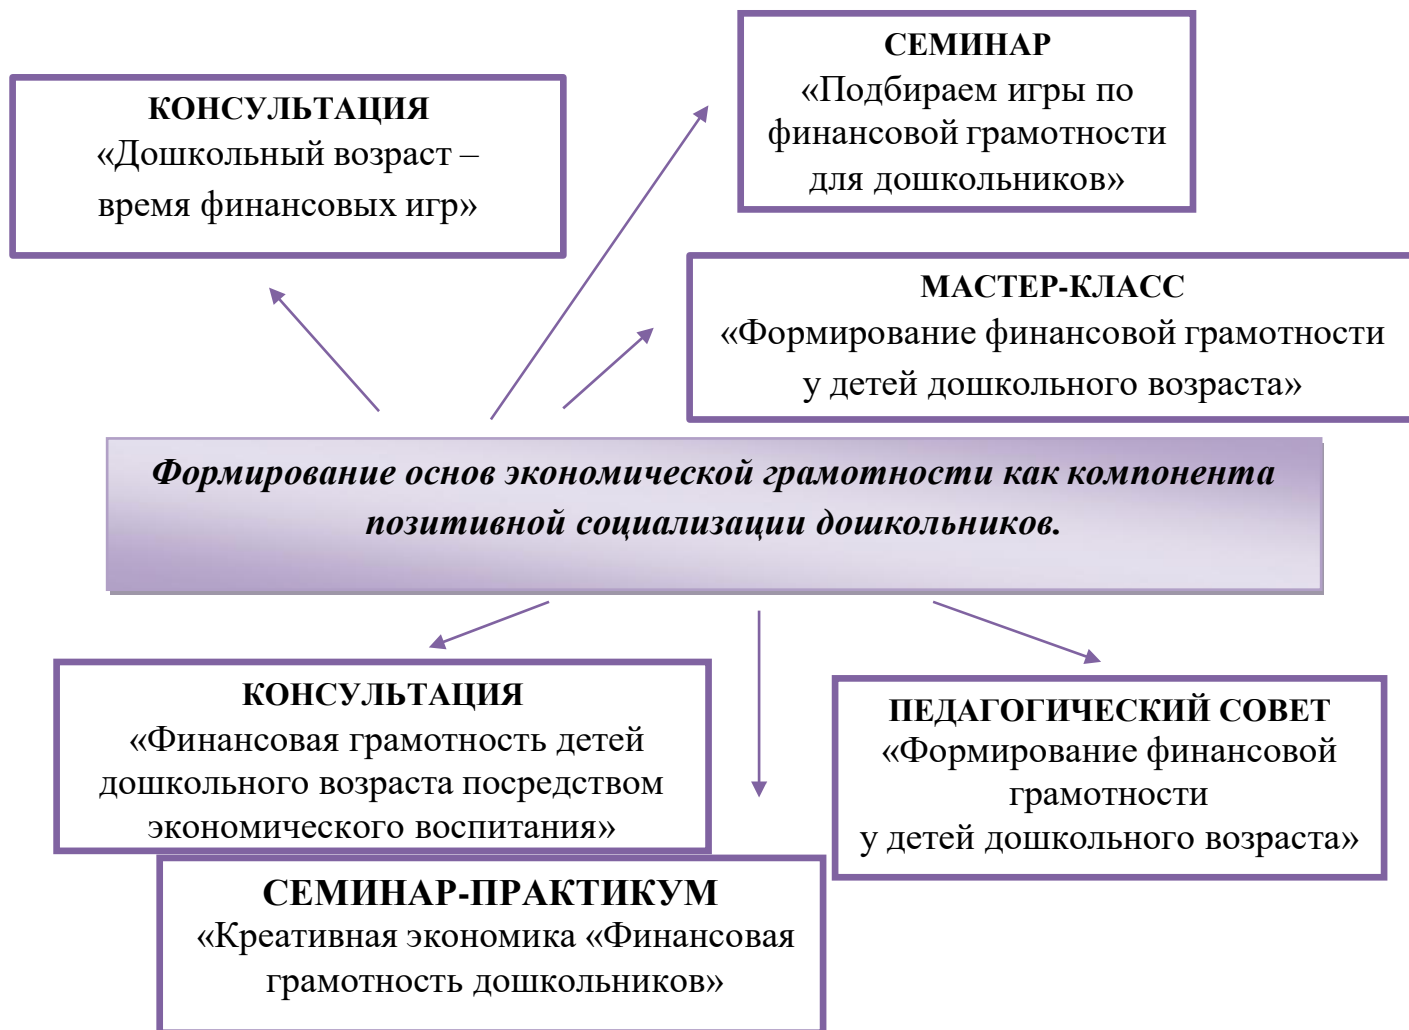 КОНСУЛЬТАЦИЯ
«Дошкольный возраст –
время финансовых игр»
СЕМИНАР
«Подбираем игры по
финансовой грамотности
для дошкольников»
МАСТЕР-КЛАСС
«Формирование финансовой грамотности
у детей дошкольного возраста»
Формирование основ экономической грамотности как компонента
позитивной социализации дошкольников.
КОНСУЛЬТАЦИЯ
«Финансовая грамотность детей
дошкольного возраста посредством
экономического воспитания»
ПЕДАГОГИЧЕСКИЙ СОВЕТ
«Формирование финансовой
грамотности
у детей дошкольного возраста»
СЕМИНАР-ПРАКТИКУМ
«Креативная экономика «Финансовая
грамотность дошкольников»